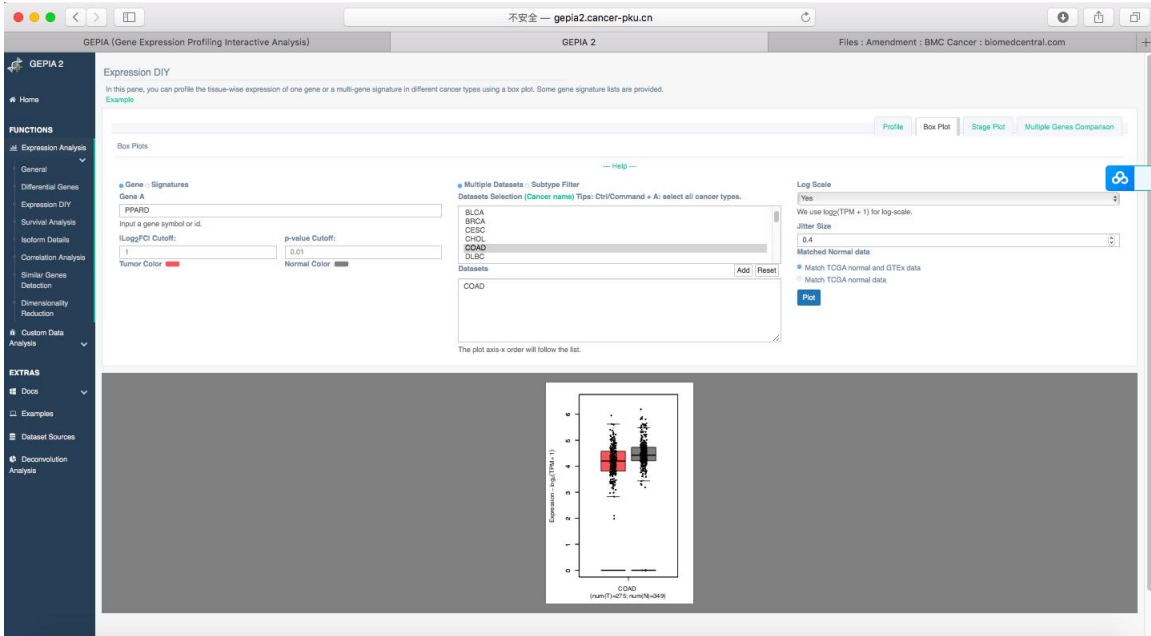 不安全 — gepia2.cancer-pku.cn
GEPIA (Gene Expression Profiling Interactive Analysis)
GEPIA 2
Files : Amendment : BMC Cancer : biomedcentral.com
GEPIA 2
Home
FUNCTIONS
Expression Analysis
General
Differential Genes
Expression DIY
Survival Analysis
Isoform Details
Correlation Analysis
Similar Genes
Detection
Dimensionality
Reduction
Custom Data
Analysis
EXTRAS
Docs
Examples
Dataset Sources
Deconvolution
Analysis
Expression DIY
In this pane, you can profile the tissue-wise expression of one gene or a multi-gene signature in different cancer types using a box plot. Some gene signature lists are provided.
Example
Profile
Box Plot
Stage Plot
Multiple Genes Comparison
Box Plots
--- Help ---
Gene Signatures
Gene A
PPARD
Input a gene symbol or id.
|Log2FC| Cutoff:
1
p-value Cutoff:
0.01
Tumor Color
Normal Color
Multiple Datasets Subtype Filter
Datasets Selection (Cancer name) Tips: Ctrl/Command + A: select all cancer types.
BLCA
BRCA
CESC
CHOL
COAD
DLBC
Datasets
Add Reset
COAD
The plot axis-x order will follow the list.
Log Scale
Yes
We use log2(TPM + 1) for log-scale.
Jitter Size
0.4
Matched Normal data
Match TCGA normal and GTEx data
Match TCGA normal data
Plot
Expression - log2(TPM + 1)
6
5
4
3
2
1
0
COAD
(num(T)=275; num(N)=349)